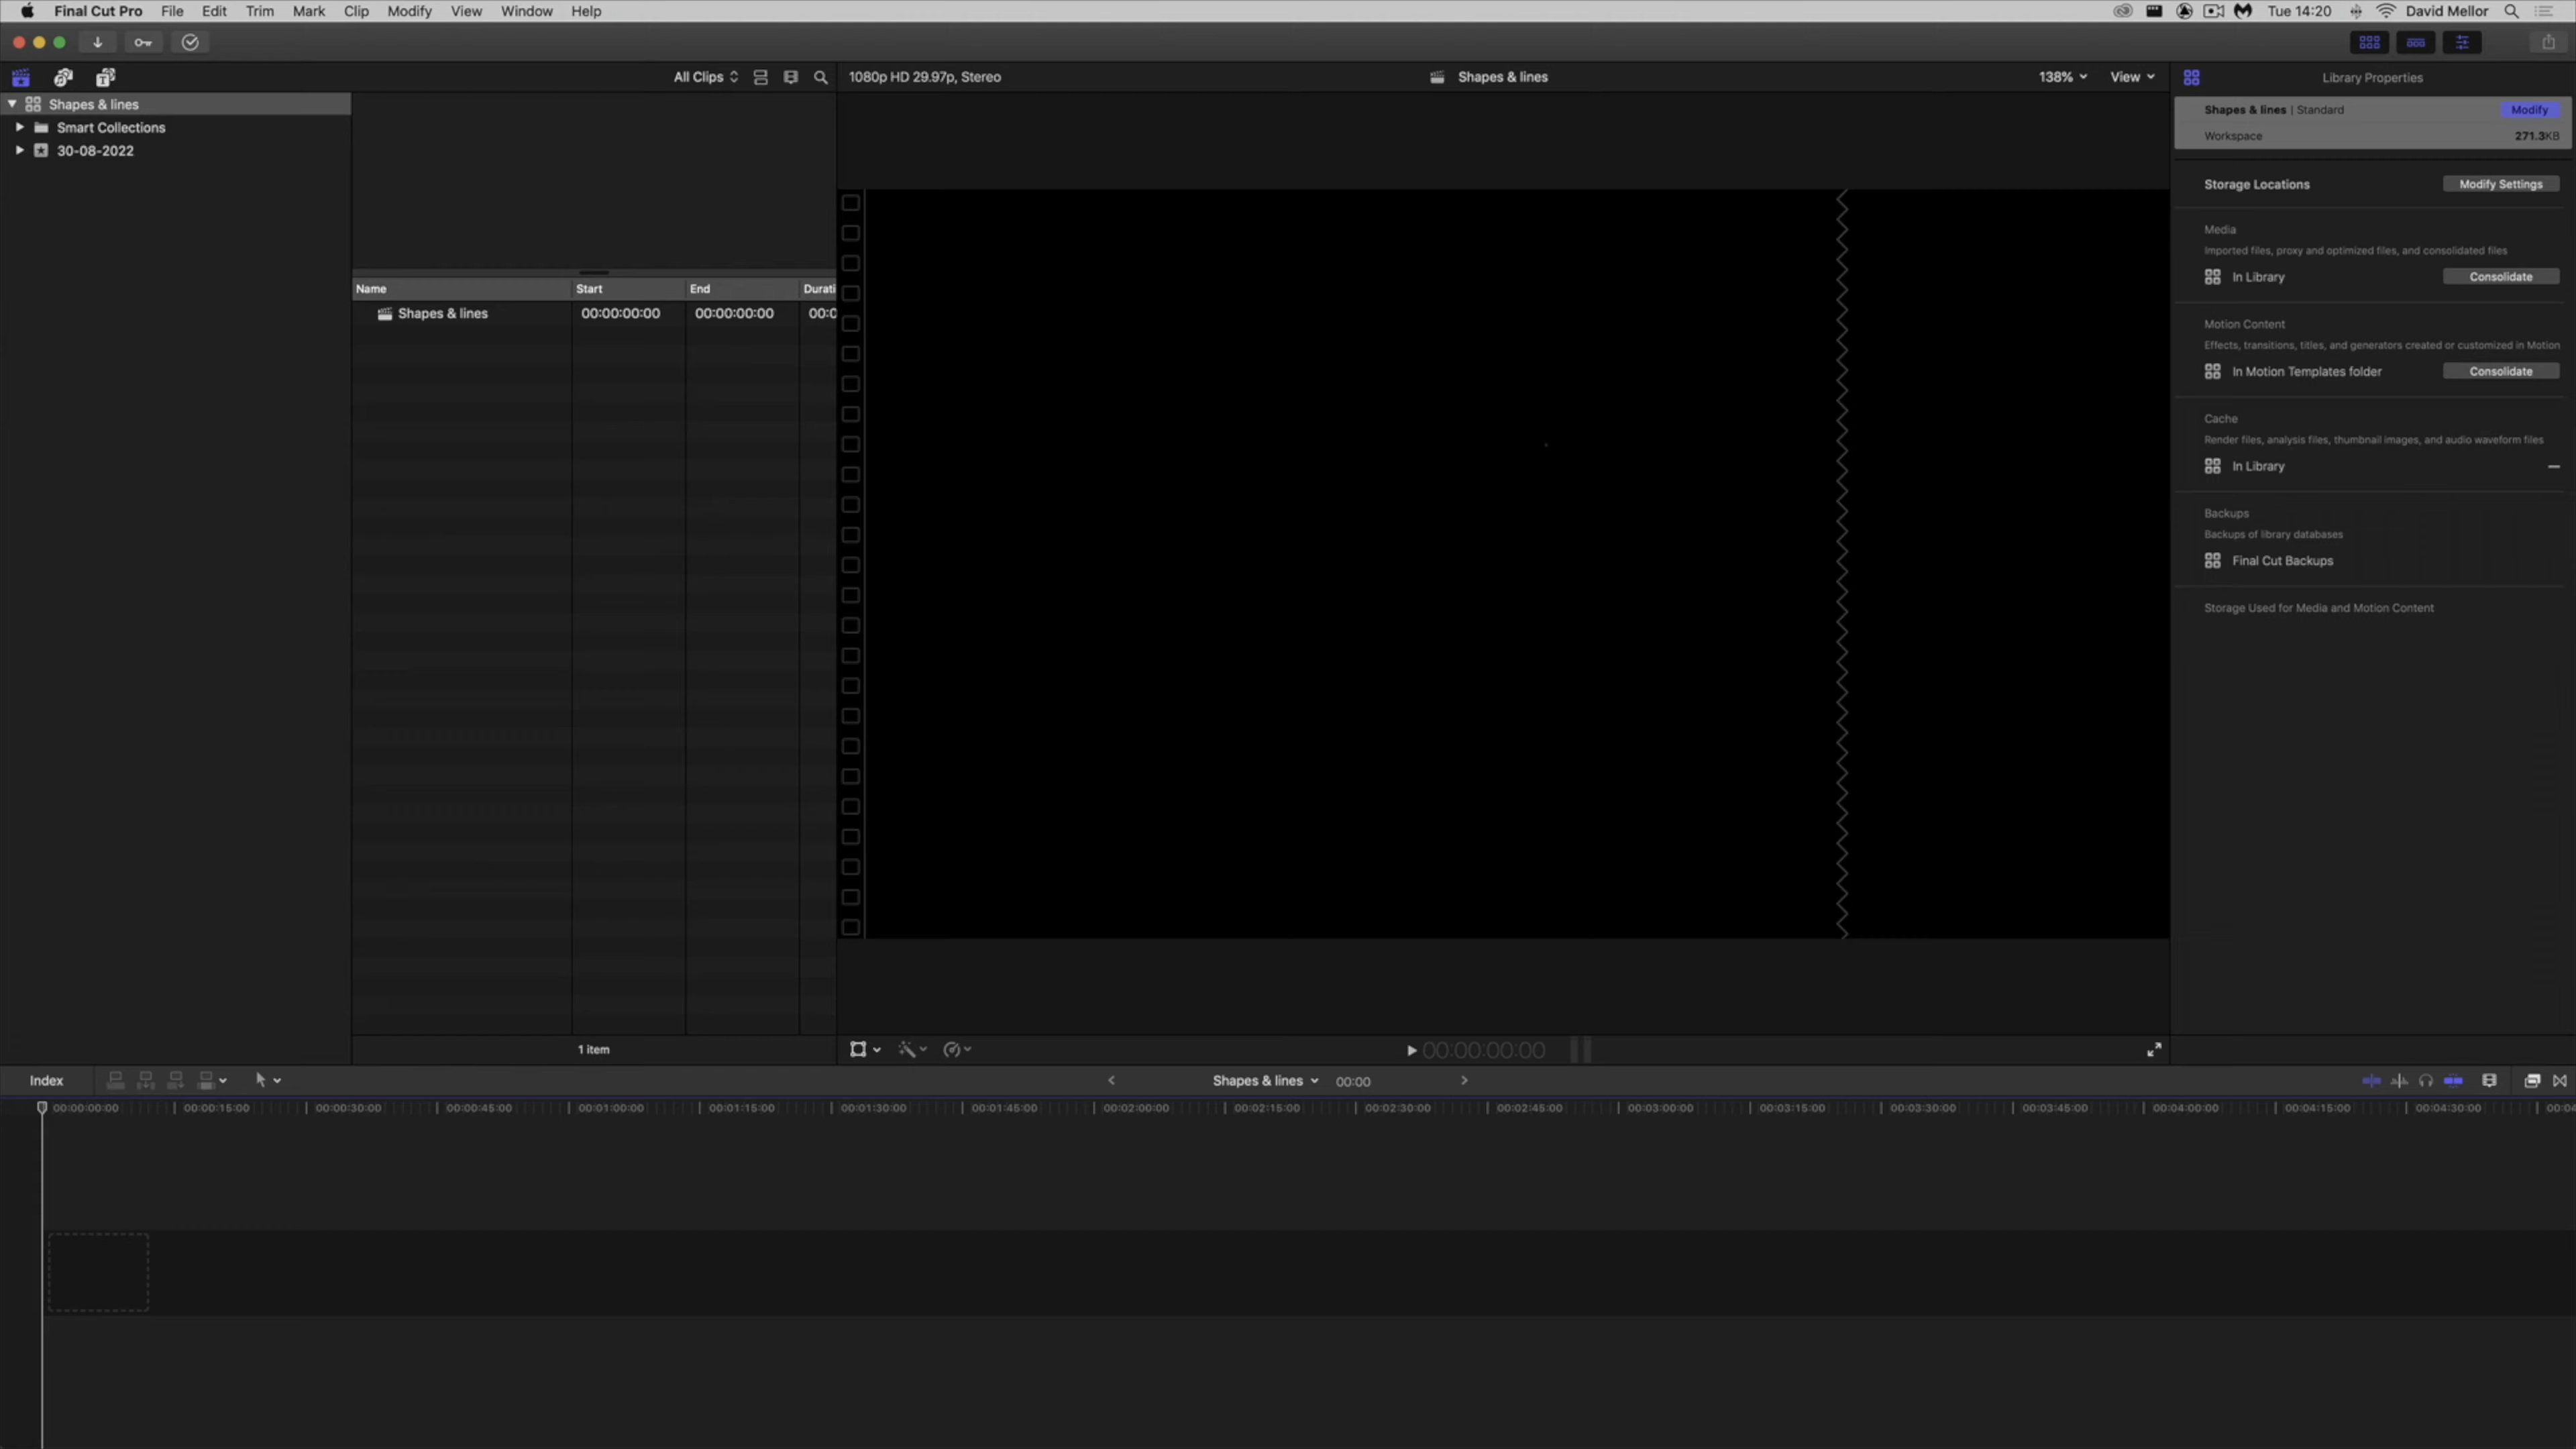 Final Cut Pro File Edit Trim Mark Clip Modify View Window Help Tue 14:20 David Mellor
All Clips 1080p HD 29.97p, Stereo Shapes & lines 138% View Library Properties
Shapes & lines
Smart Collections
30-08-2022
Name Start End Durati
Shapes & lines 00:00:00:00 00:00:00:00 00:0
1 item
Shapes & lines | Standard Modify
Workspace 271.3KB
Storage Locations Modify Settings
Media
Imported files, proxy and optimized files, and consolidated files
In Library Consolidate
Motion Content
Effects, transitions, titles, and generators created or customized in Motion
In Motion Templates folder Consolidate
Cache
Render files, analysis files, thumbnail images, and audio waveform files
In Library
Backups
Backups of library databases
Final Cut Backups
Storage Used for Media and Motion Content
00:00:00:00
Index Shapes & lines 00:00
00:00:00:00 00:00:15:00 00:00:30:00 00:00:45:00 00:01:00:00 00:01:15:00 00:01:30:00 00:01:45:00 00:02:00:00 00:02:15:00 00:02:30:00 00:02:45:00 00:03:00:00 00:03:15:00 00:03:30:00 00:03:45:00 00:04:00:00 00:04:15:00 00:04:30:00 00:04